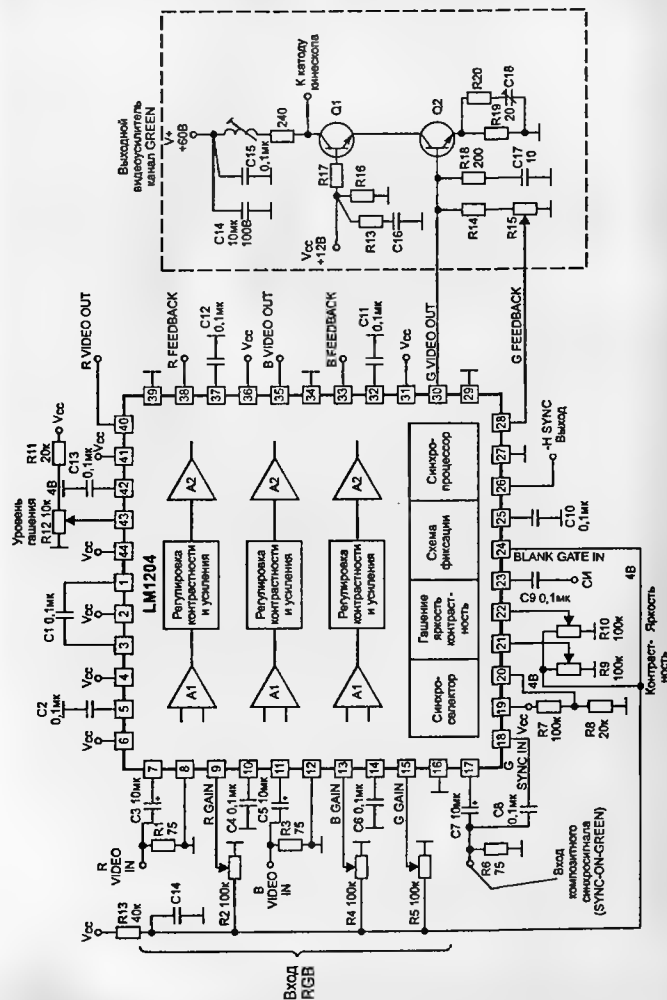 Выходной
видеоусилитель
канал GREEN
V+
+60В
C14
10мк
100В
C15
0,1мк
240
К катоду
кинескопа
Q1
R17
R16
Vcc
+12В
R13
C16
Q2
R20
R19
20
C18
R18
200
C17
10
R14
R15
R VIDEO OUT
R FEEDBACK
C12
0,1мк
Vcc
B VIDEO OUT
B FEEDBACK
C11
0,1мк
Vcc
G VIDEO OUT
G FEEDBACK
39
38
37
36
35
34
33
32
31
30
29
Уровень
гашения
R12 10к
R11
20к
Vcc
4В
C13
0,1мк
Vcc
Vcc
C1 0,1мк
Vcc
Vcc
C2
0,1мк
Vcc
40
41
42
43
44
1
2
3
4
5
6
LM1204
A1
Регулировка
контрастности
и усиления
A2
A1
Регулировка
контрастности
и усиления
A2
A1
Регулировка
контрастности
и усиления
A2
Синхро-
селектор
Гашение
яркость
контраст-
ность
Схема
фиксации
Синхро-
процессор
28
27
26
25
24
23
22
21
20
19
18
-H SYNC
Выход
C10
0,1мк
BLANK GATE IN
4В
C9 0,1мк
СИ
R10
100к
R9
100к
Яркость
Контраст-
ность
4В
Vcc
R7
100к
R8
20к
G
SYNC IN
7
8
9
10
11
12
13
14
15
16
17
C3 10мк
R1
75
R
VIDEO
IN
R GAIN
R2 100к
C4 0,1мк
C5 10мк
R3
75
B
VIDEO
IN
B GAIN
R4 100к
C6 0,1мк
G GAIN
R5 100к
C7 10мк
C8
0,1мк
R6
75
Вход
композитного
синхросигнала
(SYNC-ON-GREEN)
Vcc
R13
40к
C14
Вход
RGB